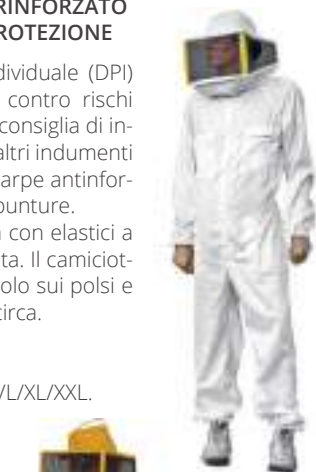 RINFORZATO
ROTEZIONE
dividuale (DPI)
contro rischi
consiglia di in-
altri indumenti
arpe antinfor-
punture.
con elastici a
ta. Il camiciot-
olo sui polsi e
circa.
/L/XL/XXL.